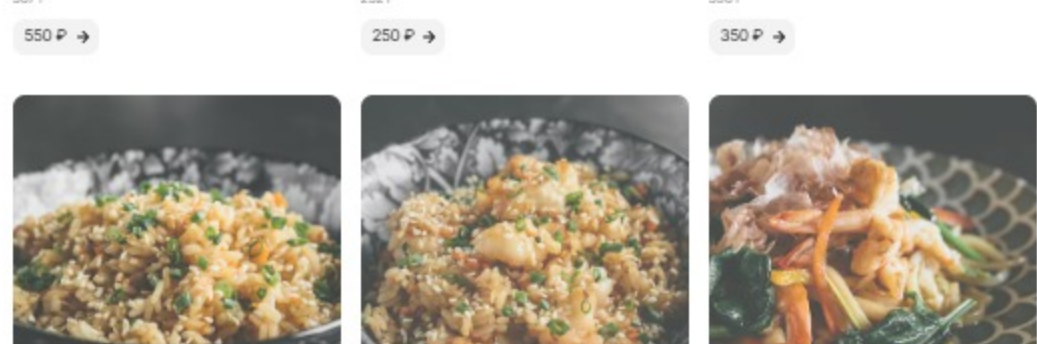 550 ₽ →
250 ₽ →
350 ₽ →